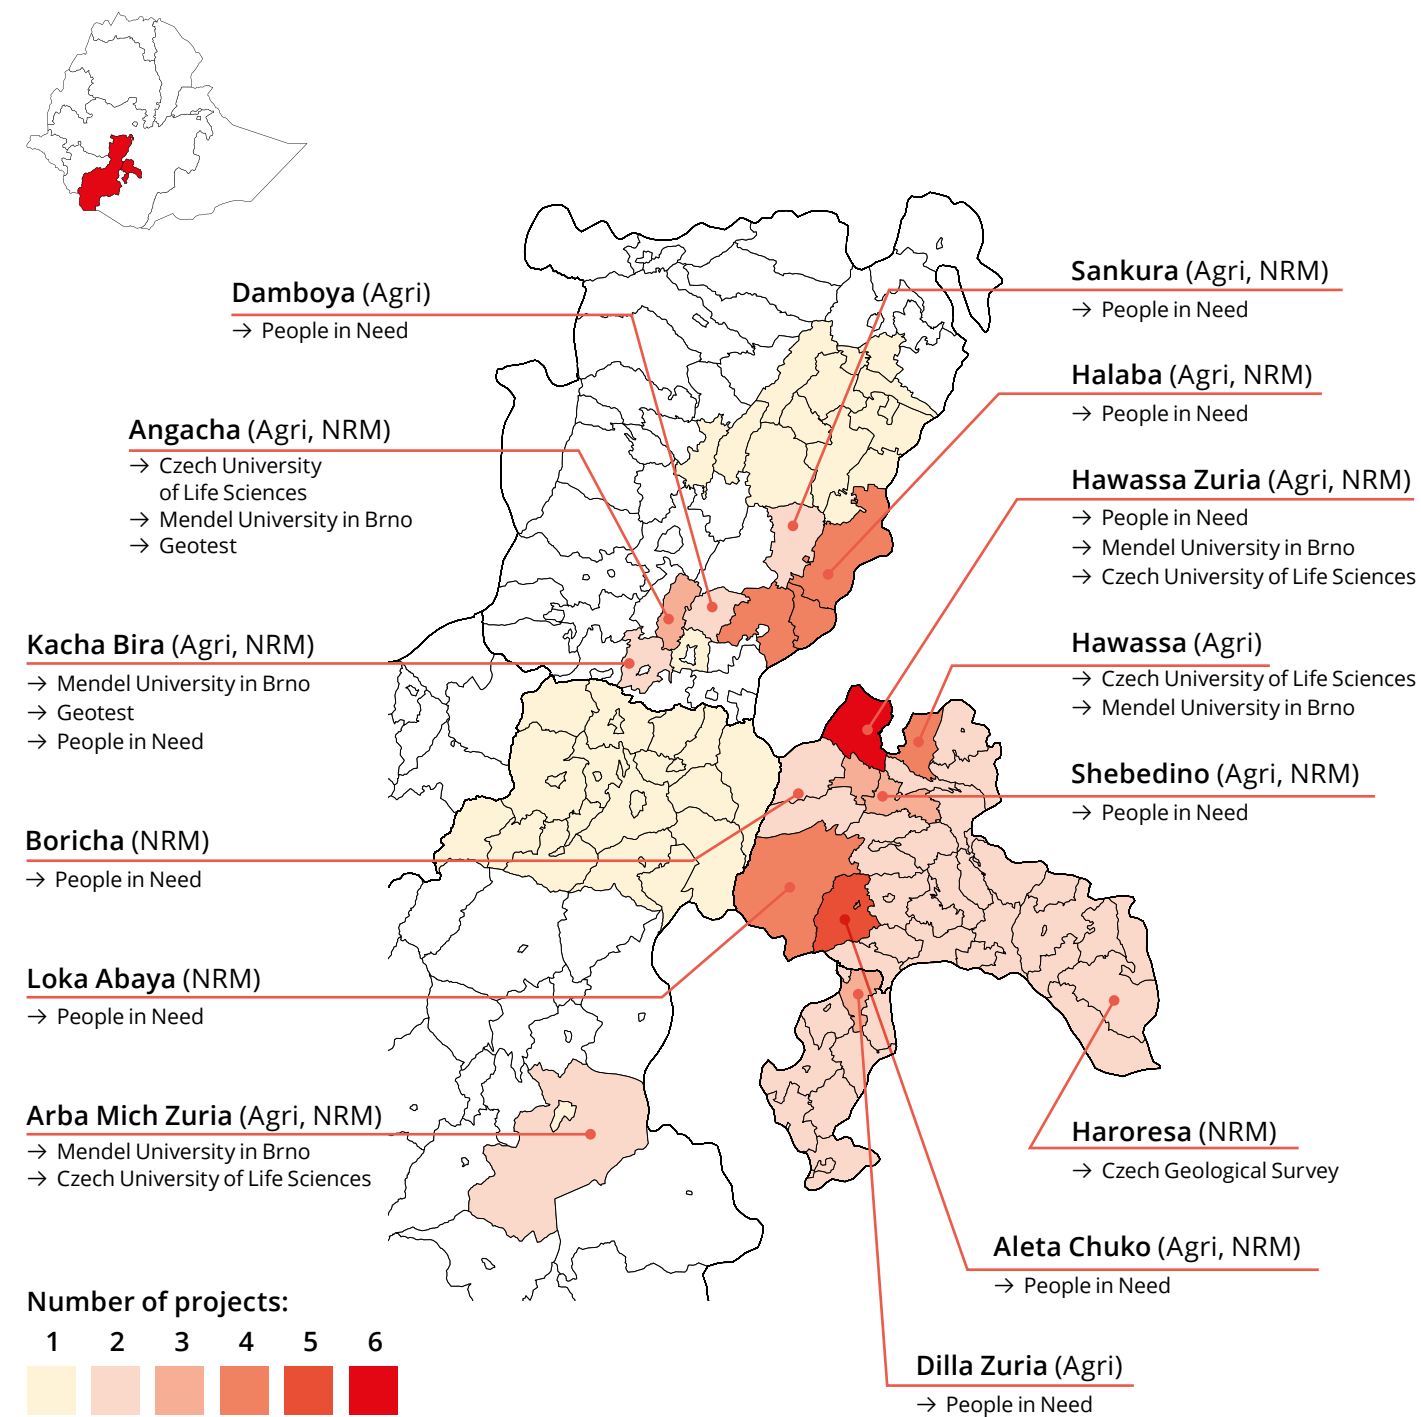 Damboya (Agri)
→ People in Need
Angacha (Agri, NRM)
→ Czech University
of Life Sciences
→ Mendel University in Brno
→ Geotest
Kacha Bira (Agri, NRM)
→ Mendel University in Brno
→ Geotest
→ People in Need
Boricha (NRM)
→ People in Need
Loka Abaya (NRM)
→ People in Need
Arba Mich Zuria (Agri, NRM)
→ Mendel University in Brno
→ Czech University of Life Sciences
Sankura (Agri, NRM)
→ People in Need
Halaba (Agri, NRM)
→ People in Need
Hawassa Zuria (Agri, NRM)
→ People in Need
→ Mendel University in Brno
→ Czech University of Life Sciences
Hawassa (Agri)
→ Czech University of Life Sciences
→ Mendel University in Brno
Shebedino (Agri, NRM)
→ People in Need
Haroresa (NRM)
→ Czech Geological Survey
Aleta Chuko (Agri, NRM)
→ People in Need
Dilla Zuria (Agri)
→ People in Need
Number of projects:
1 2 3 4 5 6